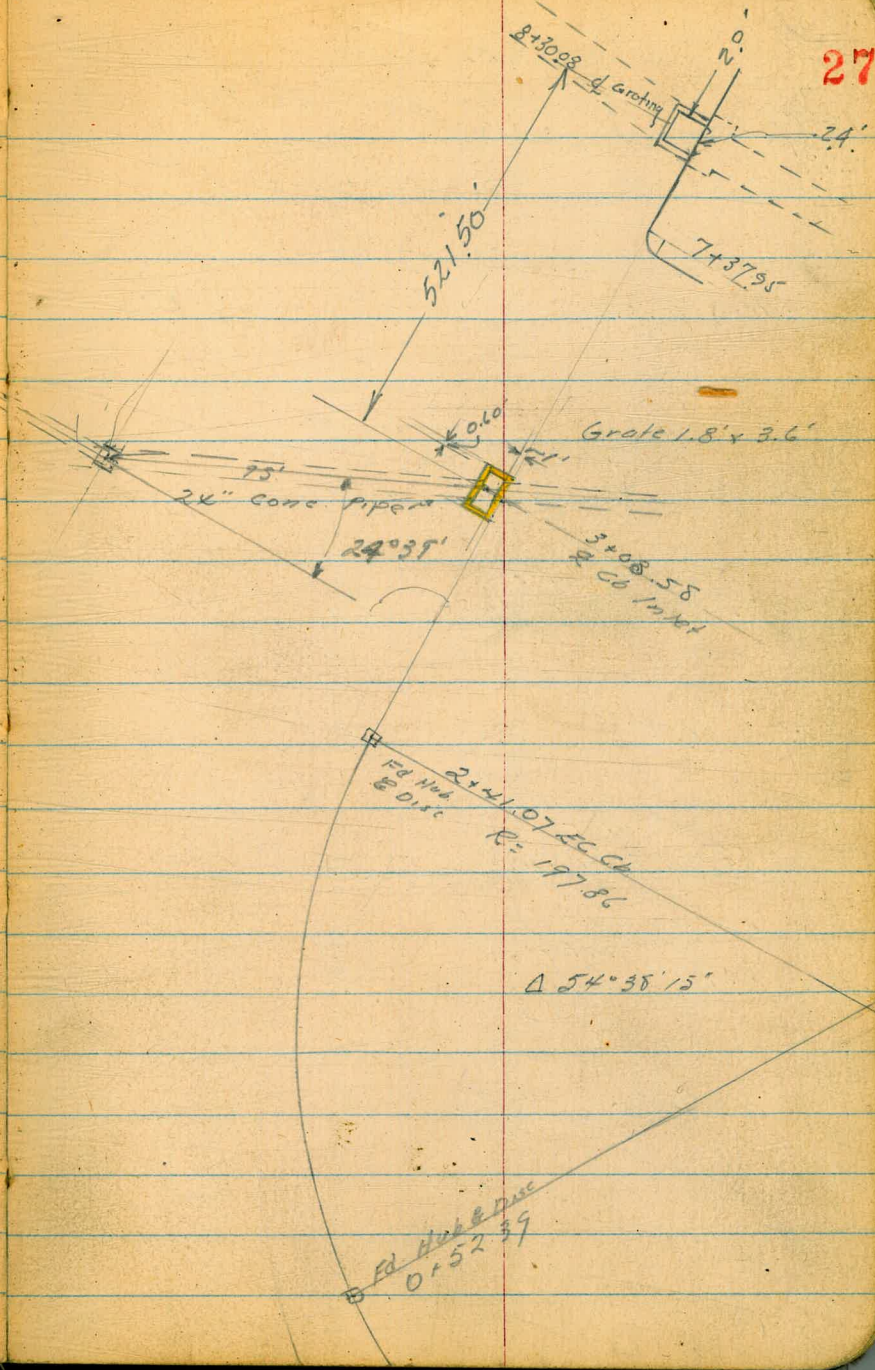 27
2.0'
8+30.08 ₵ Grating
24'
521.50'
7+37.95
0.60
1'
Grate 1.8' x 3.6'
95'
24" Conc. Pipe
24°39'
3+08.58
₵ Cb Inlet
Fd Hub
& Disc
2+41.07 EC Cb
R= 197.86
Δ 54°38'15"
Fd. Hub & Disc
0+52.39